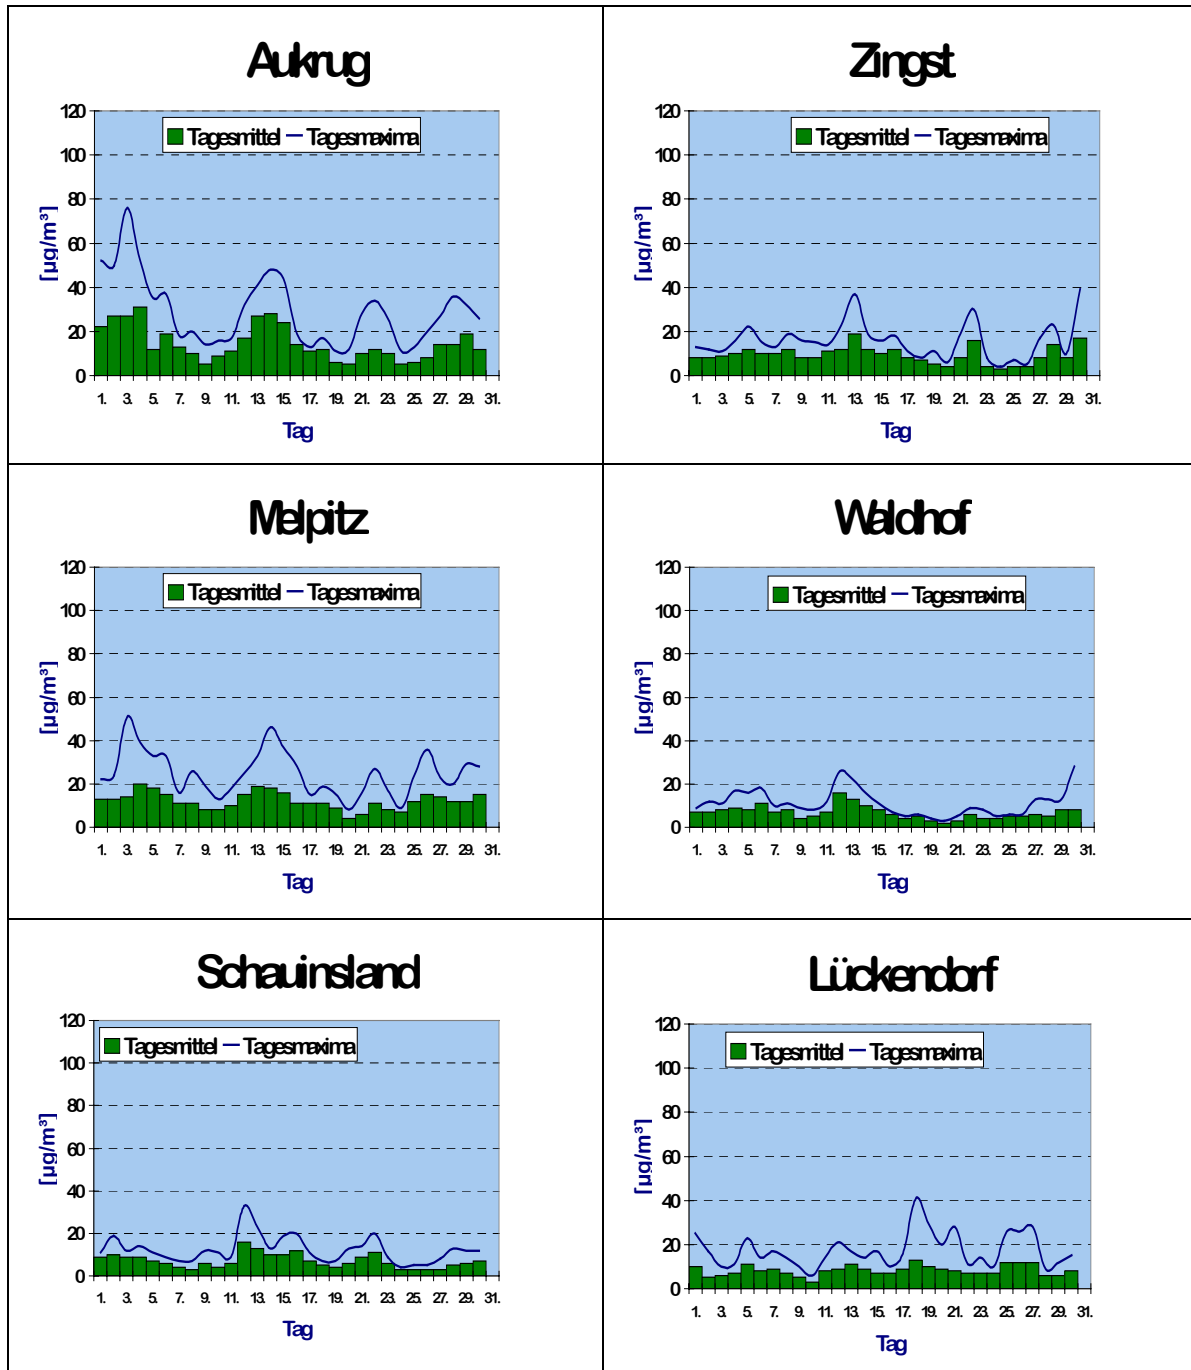 Aukrug
120
100
80
60
40
20
0
[µg/m³]
Tagesmittel Tagesmaxima
1. 3. 5. 7. 9. 11. 13. 15. 17. 19. 21. 23. 25. 27. 29. 31.
Tag
Zingst
120
100
80
60
40
20
0
[µg/m³]
Tagesmittel Tagesmaxima
1. 3. 5. 7. 9. 11. 13. 15. 17. 19. 21. 23. 25. 27. 29. 31.
Tag
Melpitz
120
100
80
60
40
20
0
[µg/m³]
Tagesmittel Tagesmaxima
1. 3. 5. 7. 9. 11. 13. 15. 17. 19. 21. 23. 25. 27. 29. 31.
Tag
Waldhof
120
100
80
60
40
20
0
[µg/m³]
Tagesmittel Tagesmaxima
1. 3. 5. 7. 9. 11. 13. 15. 17. 19. 21. 23. 25. 27. 29. 31.
Tag
Schauinsland
120
100
80
60
40
20
0
[µg/m³]
Tagesmittel Tagesmaxima
1. 3. 5. 7. 9. 11. 13. 15. 17. 19. 21. 23. 25. 27. 29. 31.
Tag
Lückendorf
120
100
80
60
40
20
0
[µg/m³]
Tagesmittel Tagesmaxima
1. 3. 5. 7. 9. 11. 13. 15. 17. 19. 21. 23. 25. 27. 29. 31.
Tag